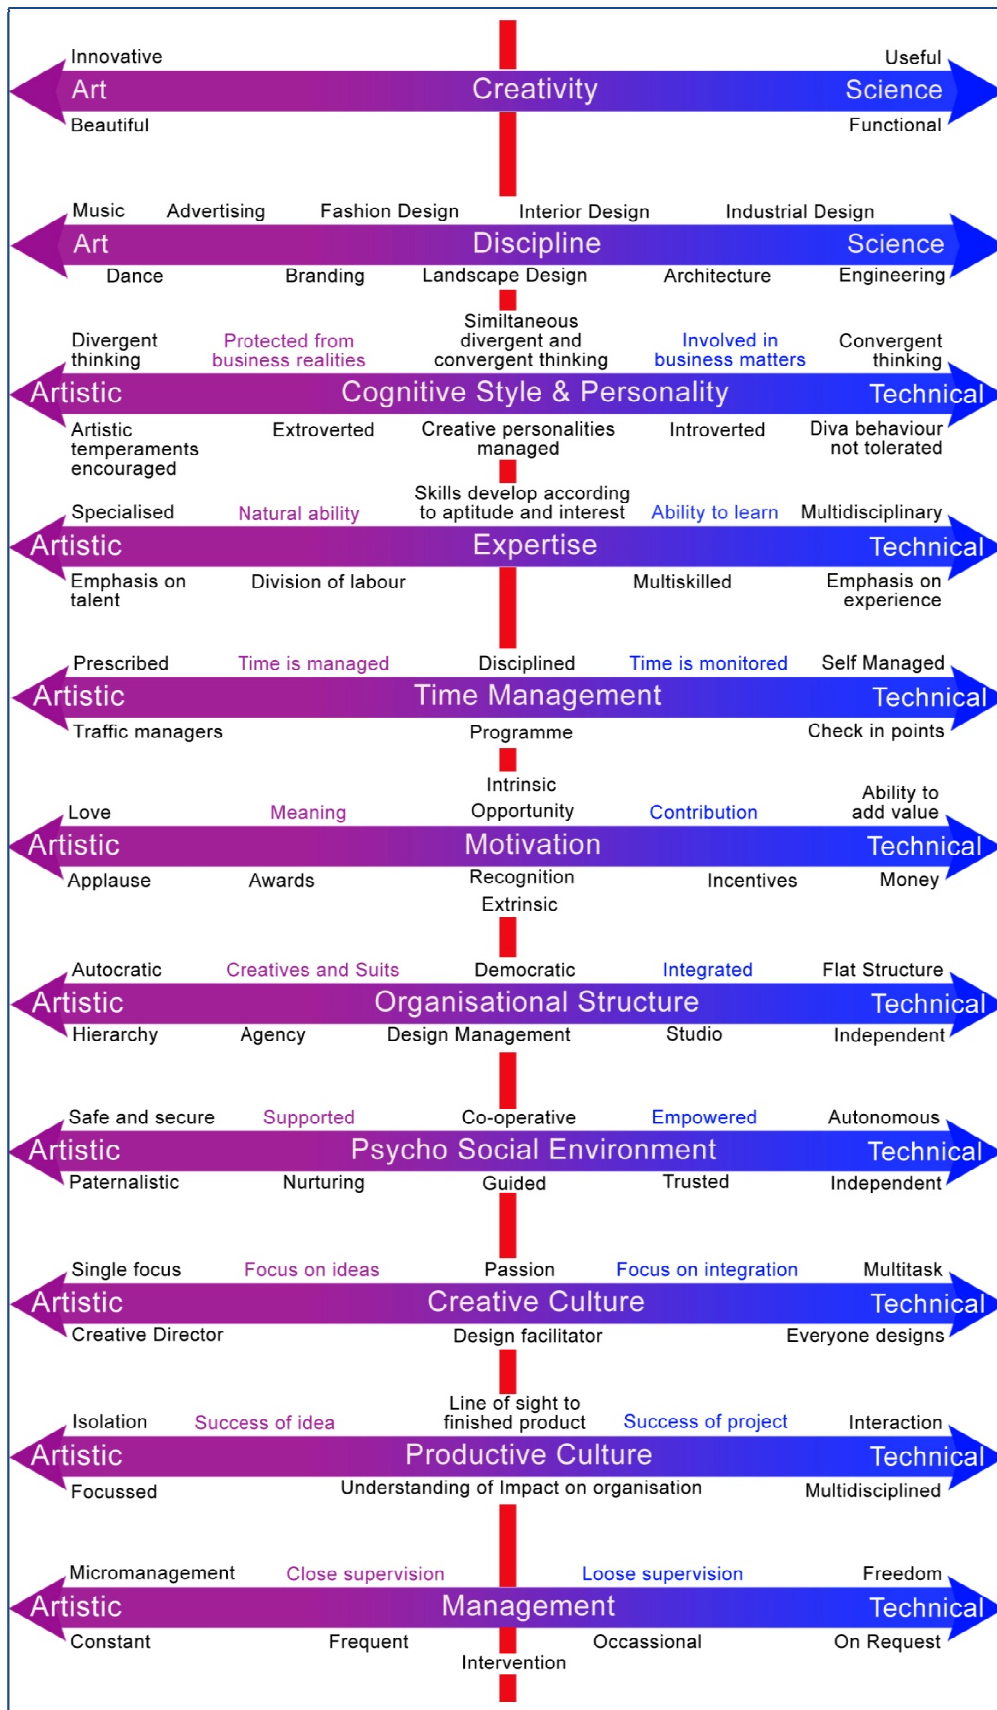 Innovative Useful
Art Creativity Science
Beautiful Functional
Music Advertising Fashion Design Interior Design Industrial Design
Art Discipline Science
Dance Branding Landscape Design Architecture Engineering
Divergent thinking Protected from business realities Similtaneous divergent and convergent thinking Involved in business matters Convergent thinking
Artistic Cognitive Style & Personality Technical
Artistic temperaments encouraged Extroverted Creative personalities managed Introverted Diva behaviour not tolerated
Specialised Natural ability Skills develop according to aptitude and interest Ability to learn Multidisciplinary
Artistic Expertise Technical
Emphasis on talent Division of labour Multiskilled Emphasis on experience
Prescribed Time is managed Disciplined Time is monitored Self Managed
Artistic Time Management Technical
Traffic managers Programme Check in points
Intrinsic
Love Meaning Opportunity Contribution Ability to add value
Artistic Motivation Technical
Applause Awards Recognition Incentives Money
Extrinsic
Autocratic Creatives and Suits Democratic Integrated Flat Structure
Artistic Organisational Structure Technical
Hierarchy Agency Design Management Studio Independent
Safe and secure Supported Co-operative Empowered Autonomous
Artistic Psycho Social Environment Technical
Paternalistic Nurturing Guided Trusted Independent
Single focus Focus on ideas Passion Focus on integration Multitask
Artistic Creative Culture Technical
Creative Director Design facilitator Everyone designs
Isolation Success of idea Line of sight to finished product Success of project Interaction
Artistic Productive Culture Technical
Focussed Understanding of Impact on organisation Multidisciplined
Micromanagement Close supervision Loose supervision Freedom
Artistic Management Technical
Constant Frequent Occassional On Request
Intervention